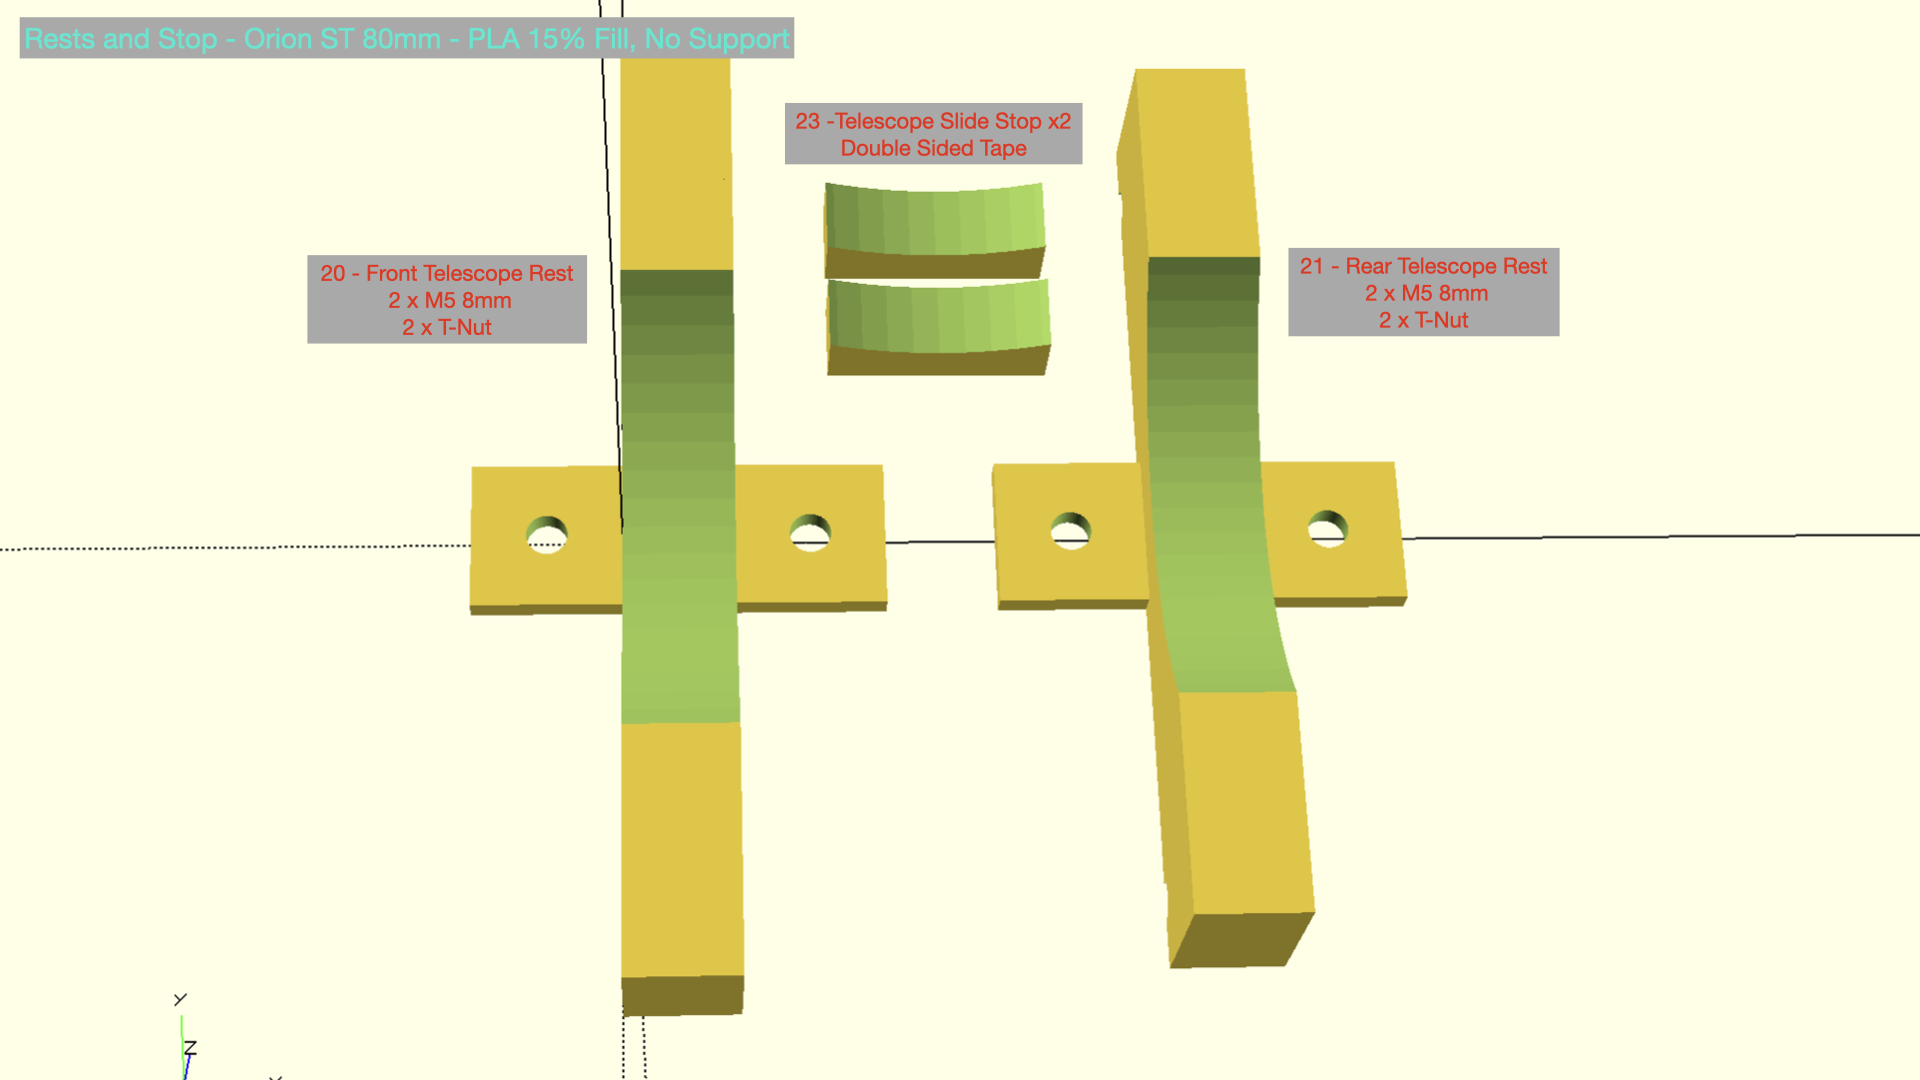 Rests and Stop - Orion ST 80mm - PLA 15% Fill, No Support
23 -Telescope Slide Stop x2
Double Sided Tape
20 - Front Telescope Rest
2 x M5 8mm
2 x T-Nut
21 - Rear Telescope Rest
2 x M5 8mm
2 x T-Nut
Y
Z